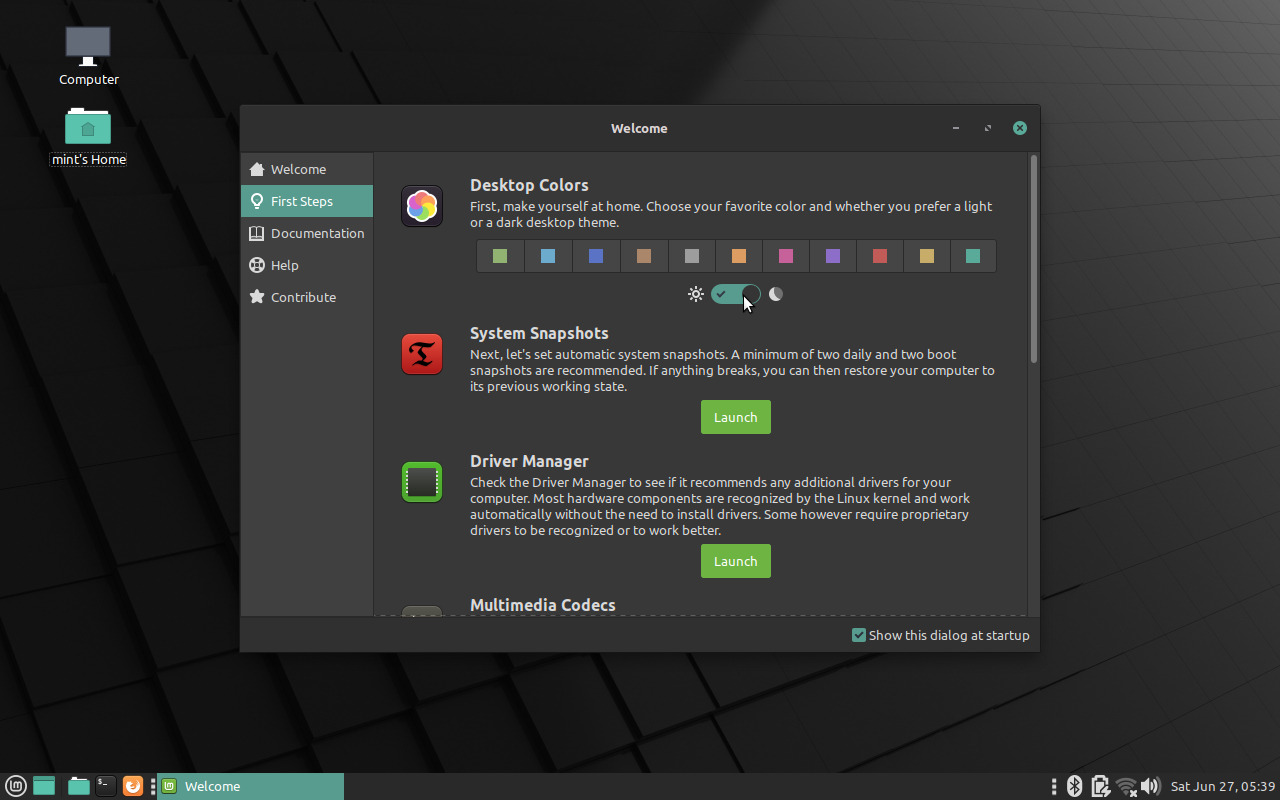 Computer
mint's Home
Welcome
Welcome
First Steps
Documentation
Help
Contribute
Desktop Colors
First, make yourself at home. Choose your favorite color and whether you prefer a light
or a dark desktop theme.
System Snapshots
Next, let's set automatic system snapshots. A minimum of two daily and two boot
snapshots are recommended. If anything breaks, you can then restore your computer to
its previous working state.
Launch
Driver Manager
Check the Driver Manager to see if it recommends any additional drivers for your
computer. Most hardware components are recognized by the Linux kernel and work
automatically without the need to install drivers. Some however require proprietary
drivers to be recognized or to work better.
Launch
Multimedia Codecs
Show this dialog at startup
Welcome
Sat Jun 27, 05:39